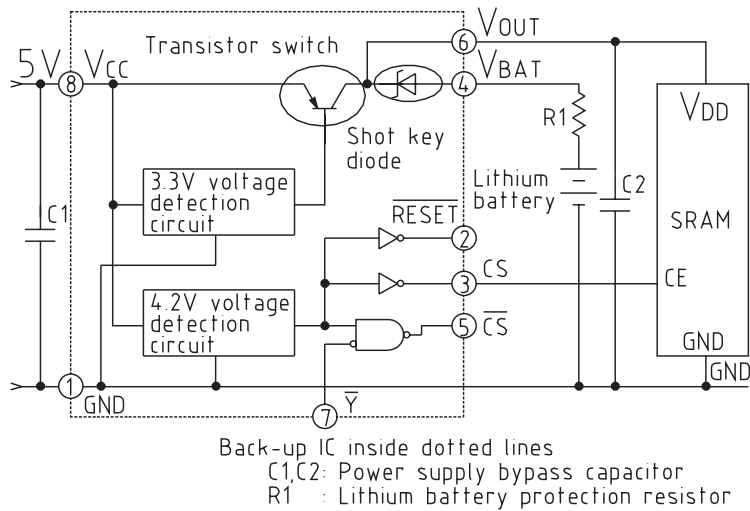 VOUT
Transistor switch
5V
VCC
VBAT
R1
VDD
Shot key
diode
3.3V voltage
detection
circuit
Lithium
battery
C2
C1
RESET
SRAM
CS
CE
4.2V voltage
detection
circuit
CS
GND
GND
GND
Y
8
6
4
2
3
5
1
7
Back-up IC inside dotted lines
C1,C2: Power supply bypass capacitor
R1 : Lithium battery protection resistor